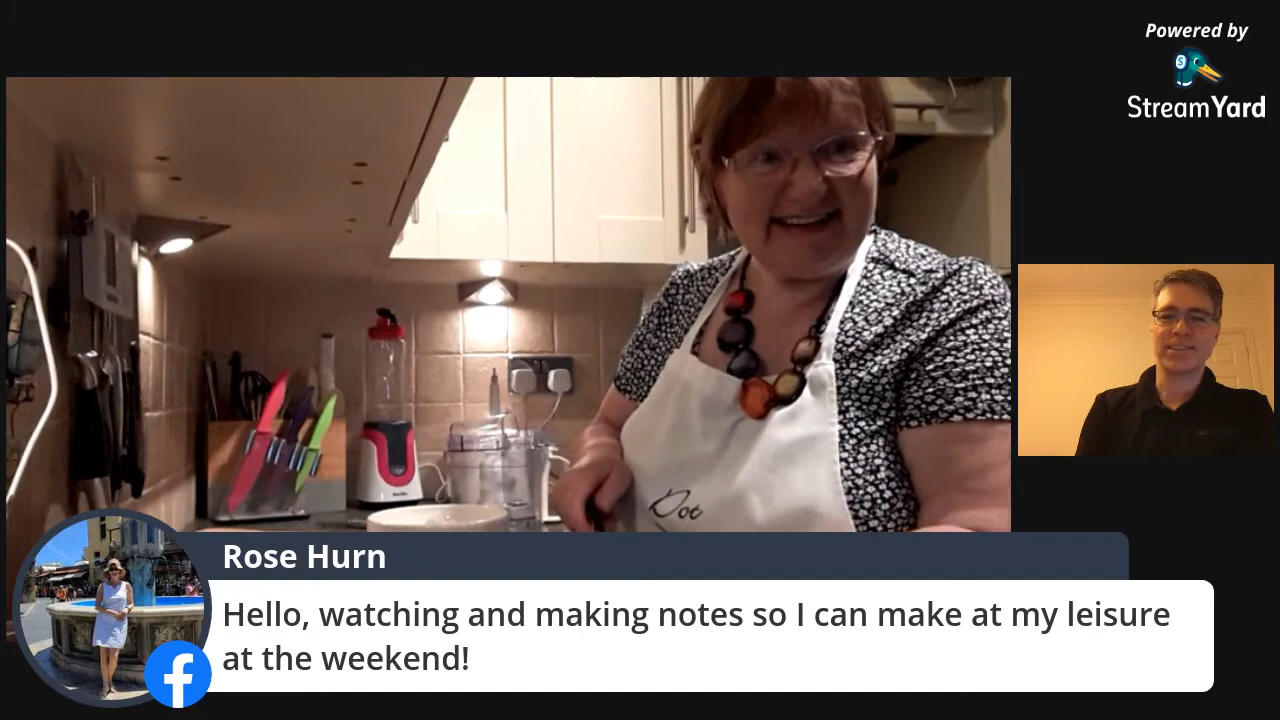 Powered by
StreamYard
Dot
Rose Hurn
Hello, watching and making notes so I can make at my leisure
at the weekend!